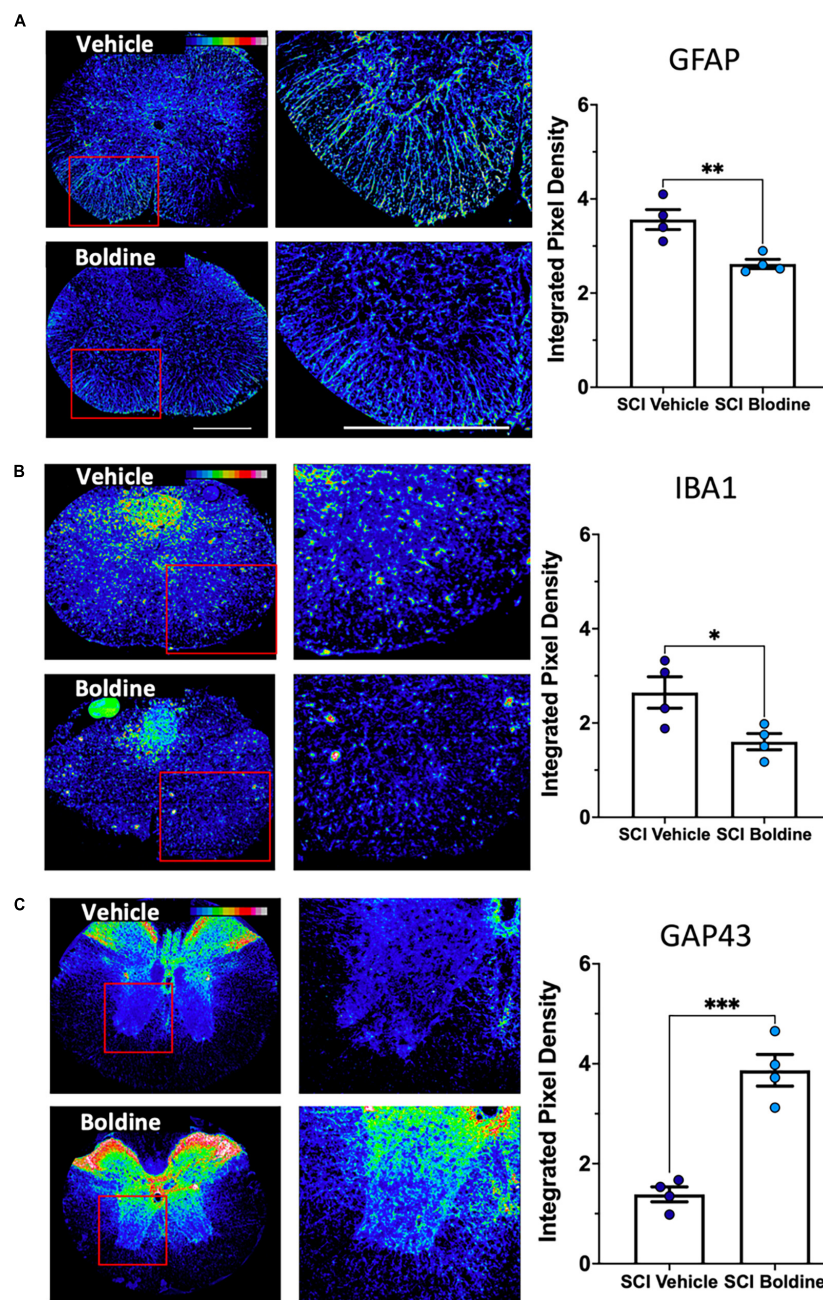 A
Vehicle
Boldine
GFAP
Integrated Pixel Density
6
4
2
0
**
SCI Vehicle SCI Blodine
B
Vehicle
Boldine
IBA1
Integrated Pixel Density
6
4
2
0
*
SCI Vehicle SCI Boldine
C
Vehicle
Boldine
GAP43
Integrated Pixel Density
6
4
2
0
***
SCI Vehicle SCI Boldine